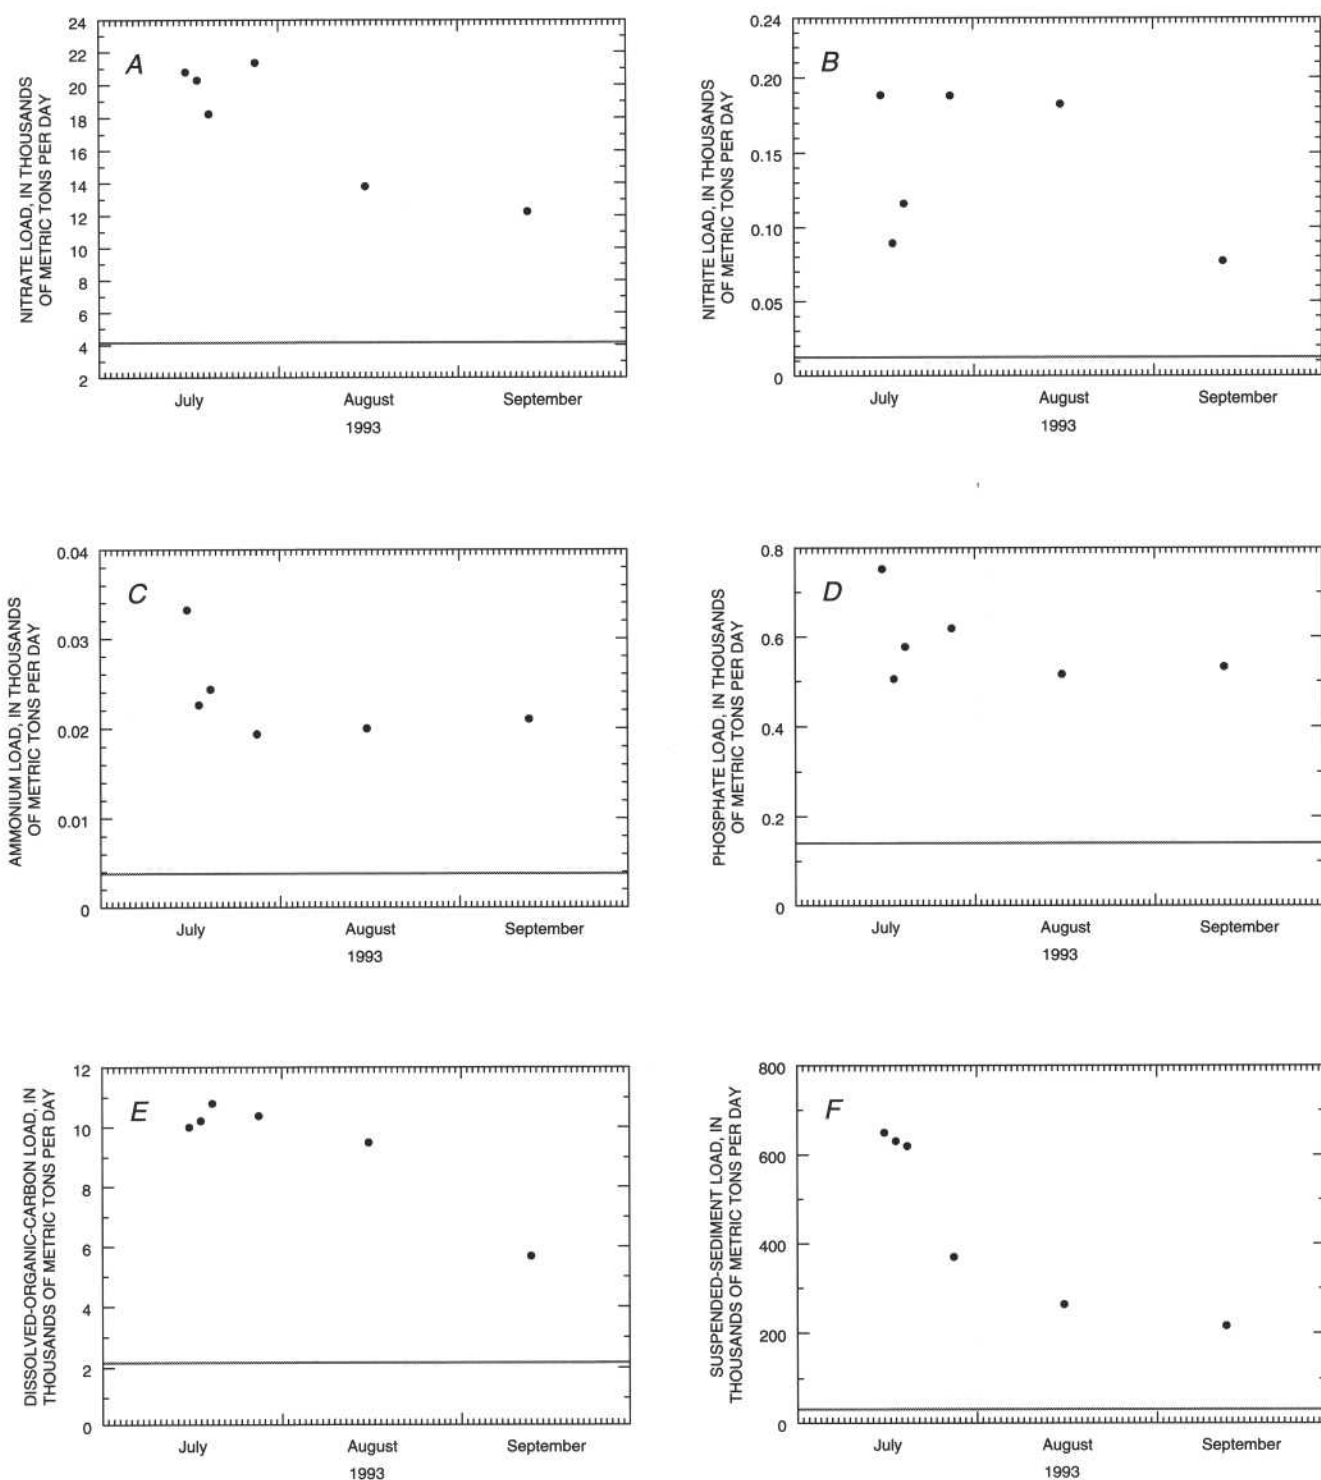 NITRATE LOAD, IN THOUSANDS
OF METRIC TONS PER DAY
24
22
20
18
16
14
12
10
8
6
4
2
A
July
August
September
1993
NITRITE LOAD, IN THOUSANDS
OF METRIC TONS PER DAY
0.24
0.20
0.15
0.10
0.05
0
B
July
August
September
1993
AMMONIUM LOAD, IN THOUSANDS
OF METRIC TONS PER DAY
0.04
0.03
0.02
0.01
0
C
July
August
September
1993
PHOSPHATE LOAD, IN THOUSANDS
OF METRIC TONS PER DAY
0.8
0.6
0.4
0.2
0
D
July
August
September
1993
DISSOLVED-ORGANIC-CARBON LOAD, IN
THOUSANDS OF METRIC TONS PER DAY
12
10
8
6
4
2
0
E
July
August
September
1993
SUSPENDED-SEDIMENT LOAD, IN
THOUSANDS OF METRIC TONS PER DAY
800
600
400
200
0
F
July
August
September
1993